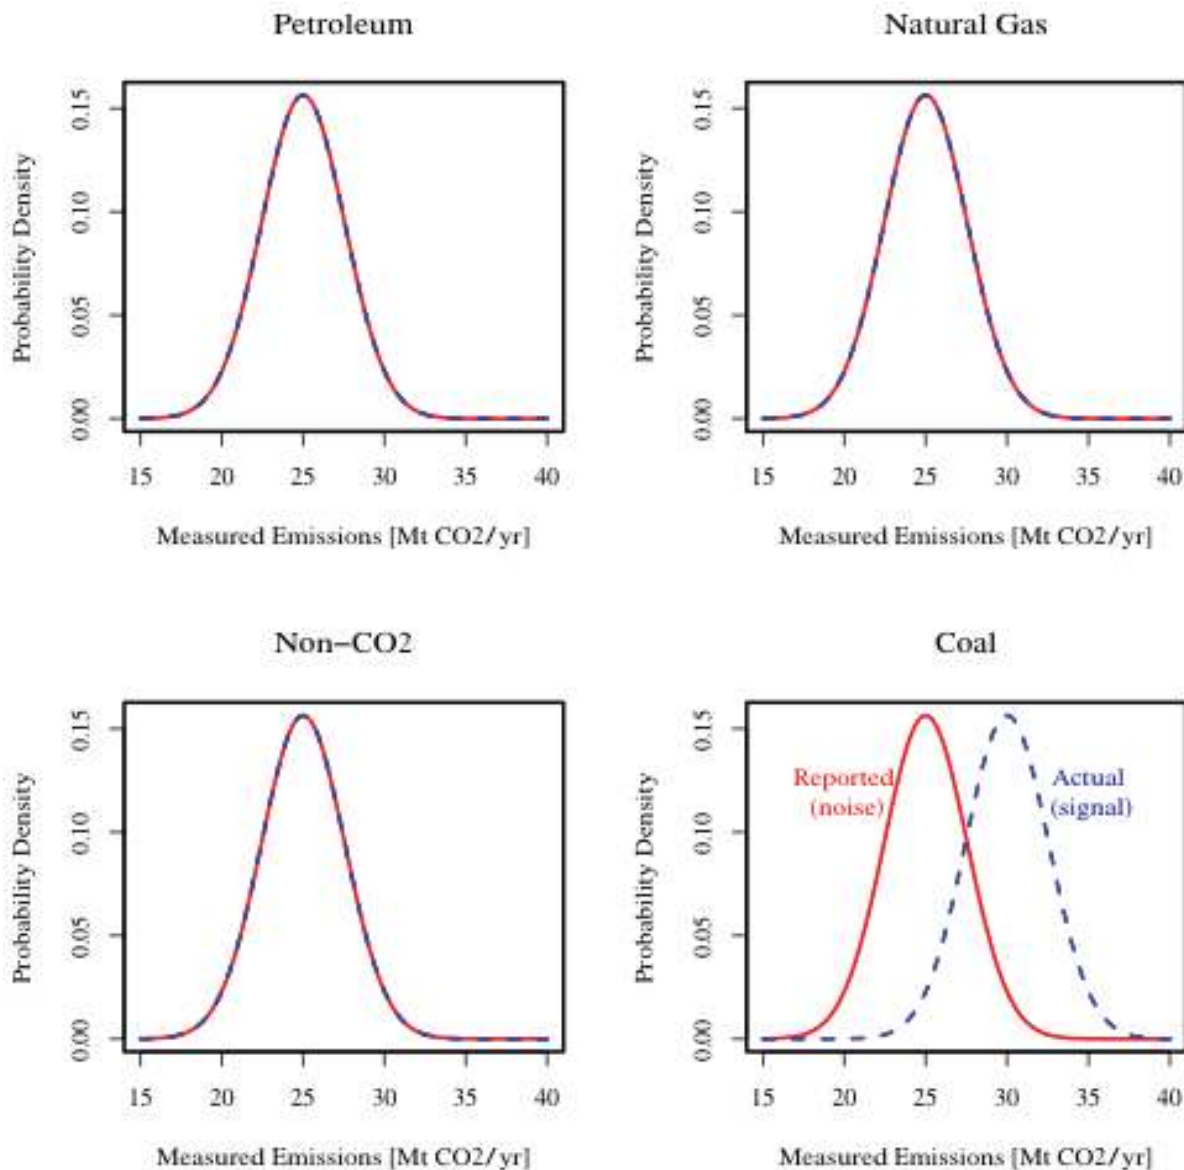 Petroleum
Natural Gas
Probability Density
0.00 0.05 0.10 0.15
15 20 25 30 35 40
Measured Emissions [Mt CO2/yr]
Probability Density
0.00 0.05 0.10 0.15
15 20 25 30 35 40
Measured Emissions [Mt CO2/yr]
Non−CO2
Coal
Probability Density
0.00 0.05 0.10 0.15
15 20 25 30 35 40
Measured Emissions [Mt CO2/yr]
Probability Density
0.00 0.05 0.10 0.15
Reported
(noise)
Actual
(signal)
15 20 25 30 35 40
Measured Emissions [Mt CO2/yr]